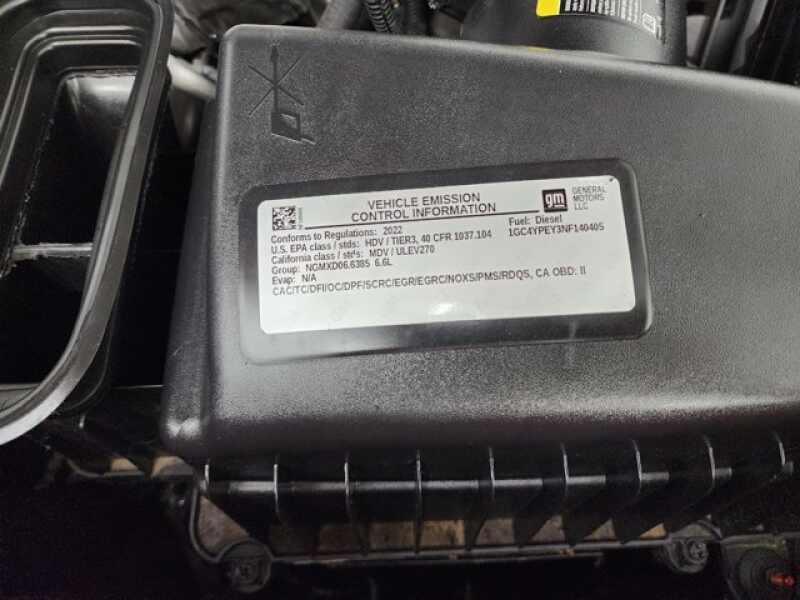 VEHICLE EMISSION
CONTROL INFORMATION
gm
GENERAL
MOTORS
LLC
Conforms to Regulations: 2022
Fuel: Diesel
U.S. EPA class / stds: HDV / TIER3, 40 CFR 1037.104
1GC4YPEY3NF140405
California class / stds: MDV / ULEV270
Group: NGMXD06.6385 6.6L
Evap: N/A
CAC/TC/DFI/OC/DPF/SCRC/EGR/EGRC/NOXS/PMS/RDQS, CA OBD: II